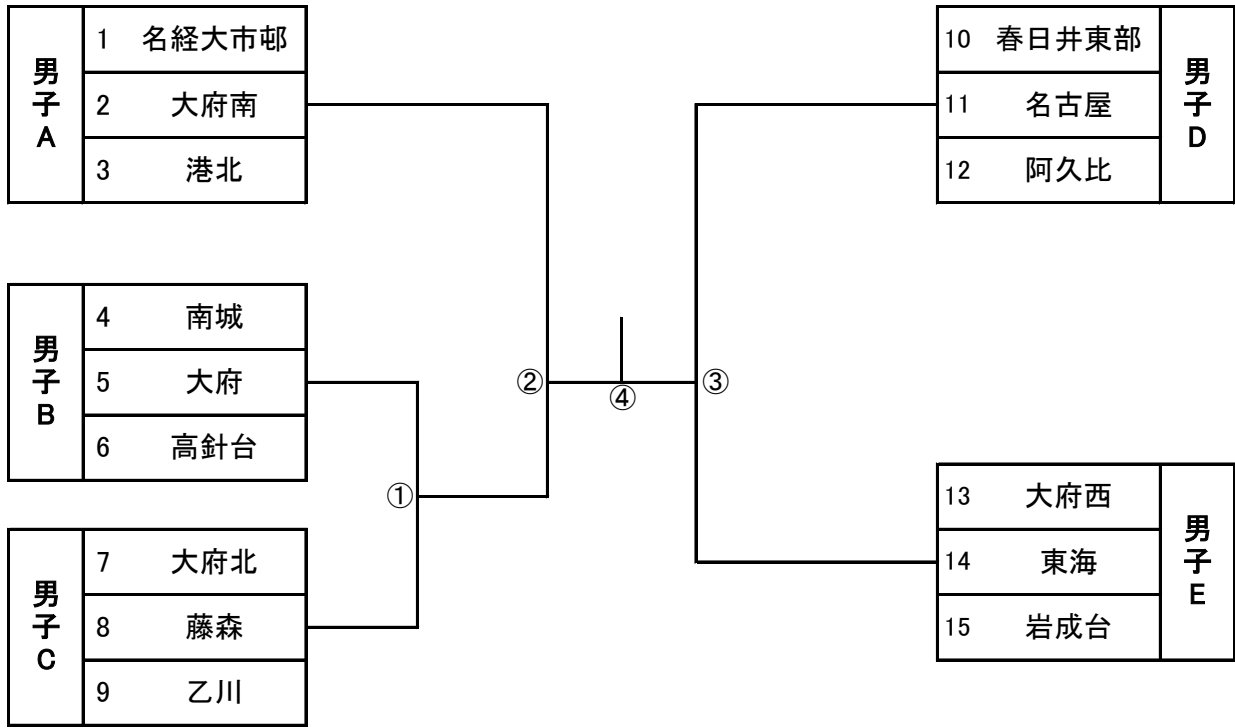 男子A
1 名経大市邨
2 大府南
3 港北
男子B
4 南城
5 大府
6 高針台
男子C
7 大府北
8 藤森
9 乙川
①
②
④
③
10 春日井東部
11 名古屋
12 阿久比
男子D
13 大府西
14 東海
15 岩成台
男子E